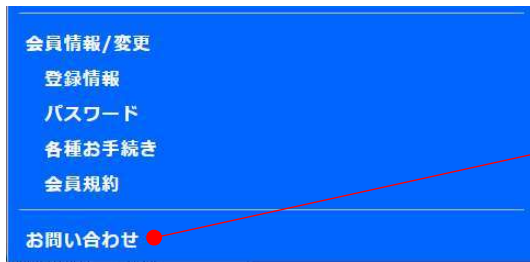 会員情報/変更
登録情報
パスワード
各種お手続き
会員規約
お問い合わせ